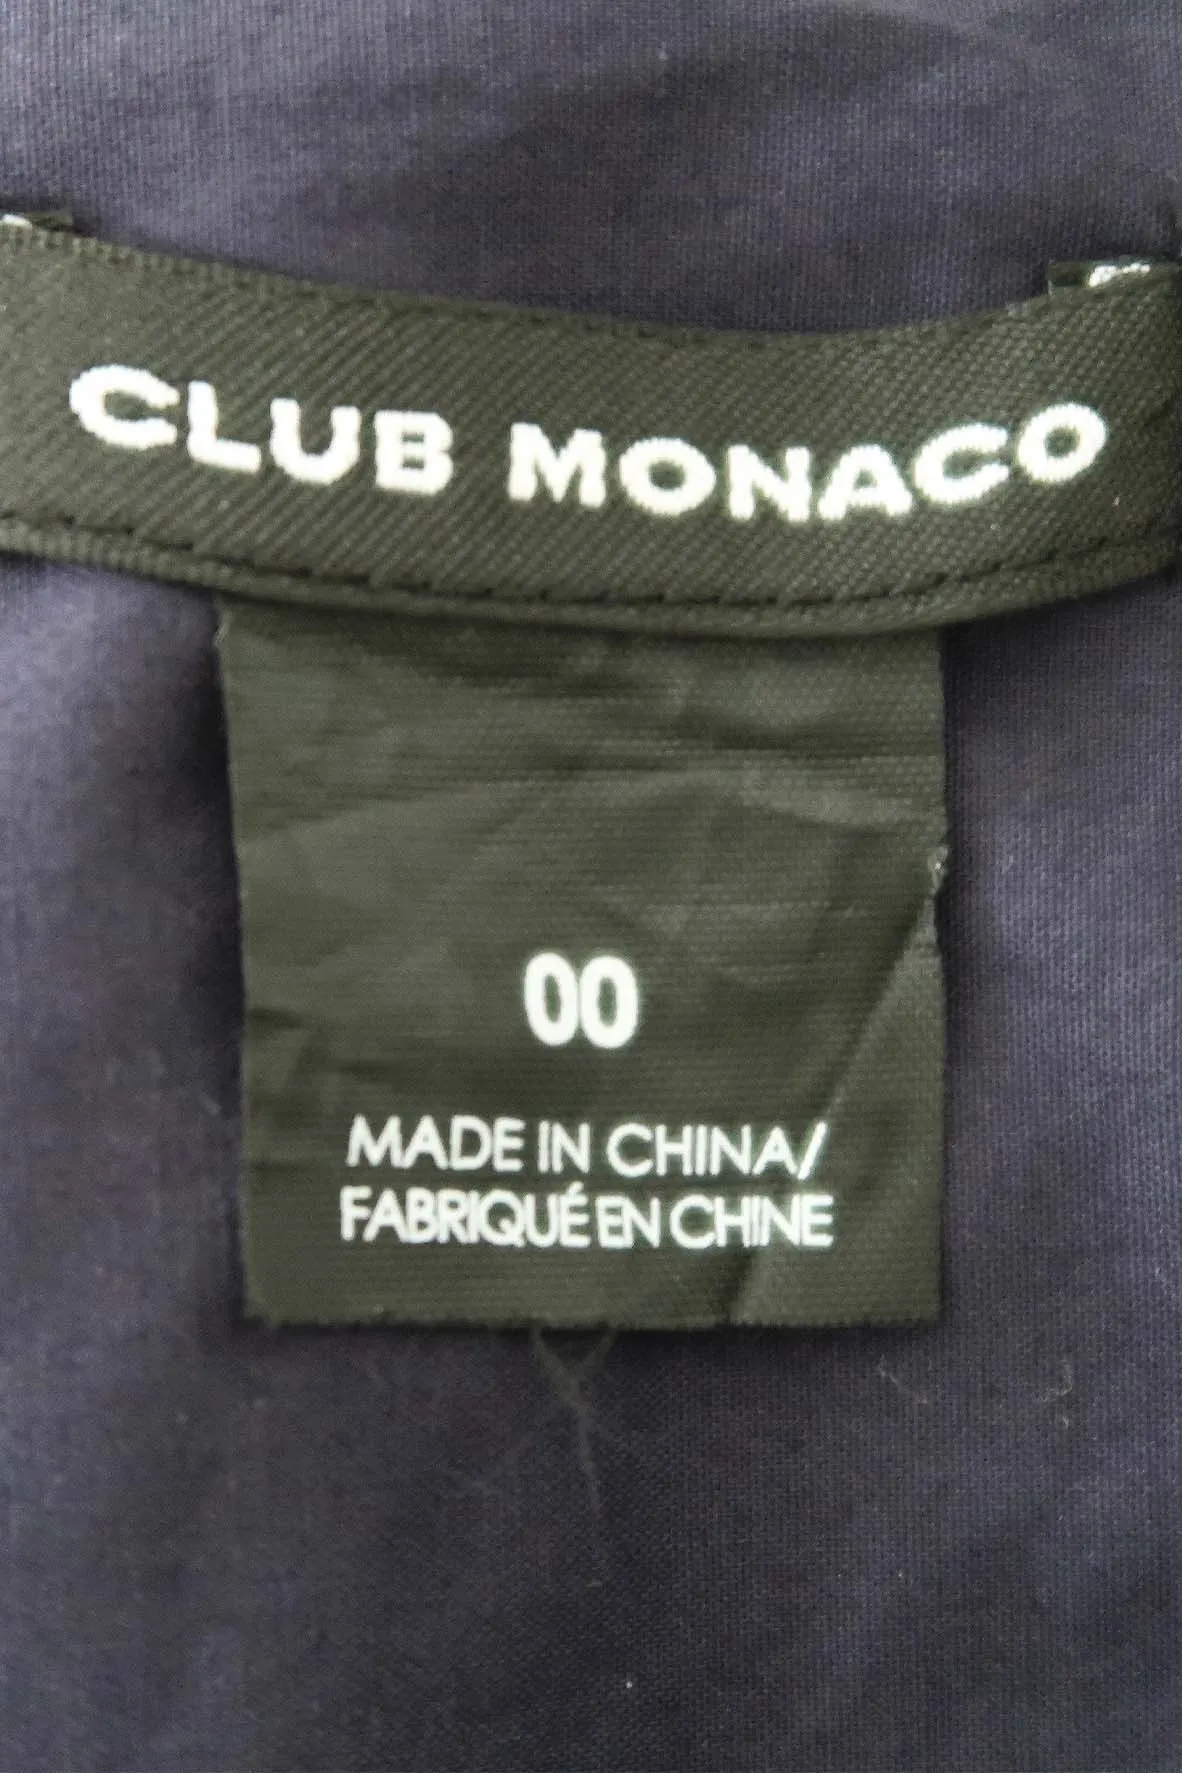 CLUB MONACO
00
MADE IN CHINA/
FABRIQUÉ EN CHINE